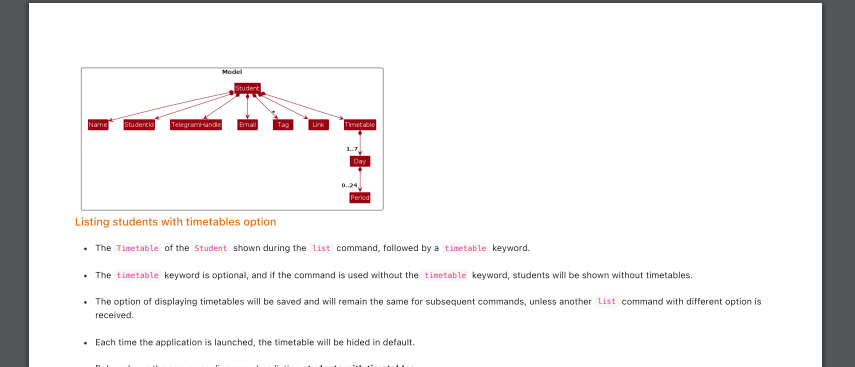 Model
Student
*
Name StudentId TelegramHandle Email Tag Link Timetable
1..7
Day
0..24
Period
Listing students with timetables option
• The Timetable of the Student shown during the list command, followed by a timetable keyword.
• The timetable keyword is optional, and if the command is used without the timetable keyword, students will be shown without timetables.
• The option of displaying timetables will be saved and will remain the same for subsequent commands, unless another list command with different option is
received.
• Each time the application is launched, the timetable will be hided in default.